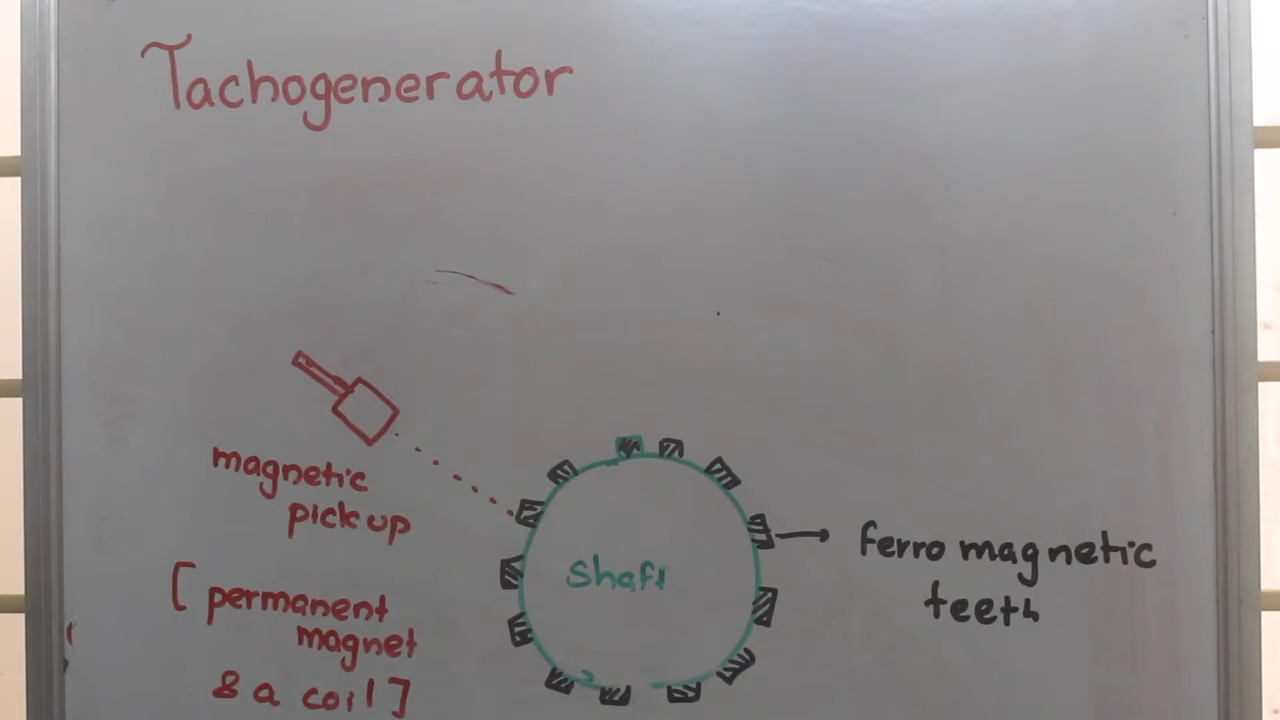 Tachogenerator
magnetic
pick up
[ permanent
magnet
& a coil ]
Shaft
ferro magnetic
teeth